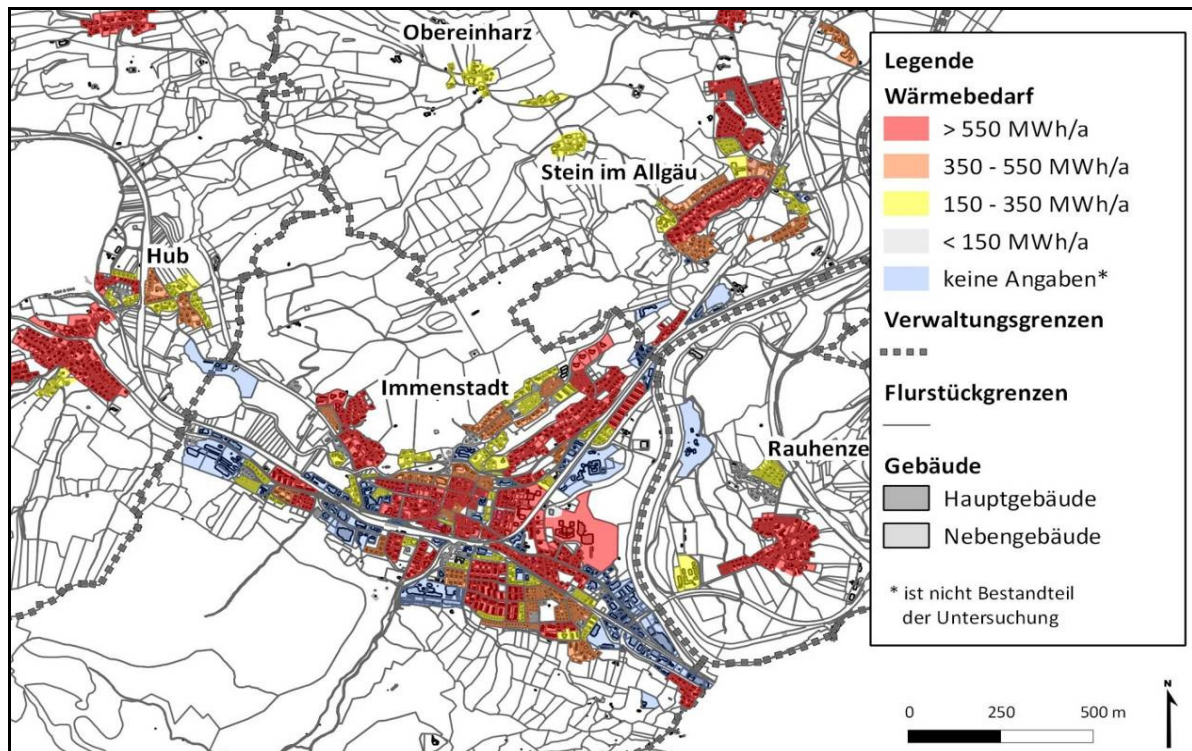 Obereinharz
Stein im Allgäu
Hub
Immenstadt
Rauhenze
Legende
Wärmebedarf
> 550 MWh/a
350 - 550 MWh/a
150 - 350 MWh/a
< 150 MWh/a
keine Angaben*
Verwaltungsgrenzen
Flurstückgrenzen
Gebäude
Hauptgebäude
Nebengebäude
* ist nicht Bestandteil
der Untersuchung
0 250 500 m
N